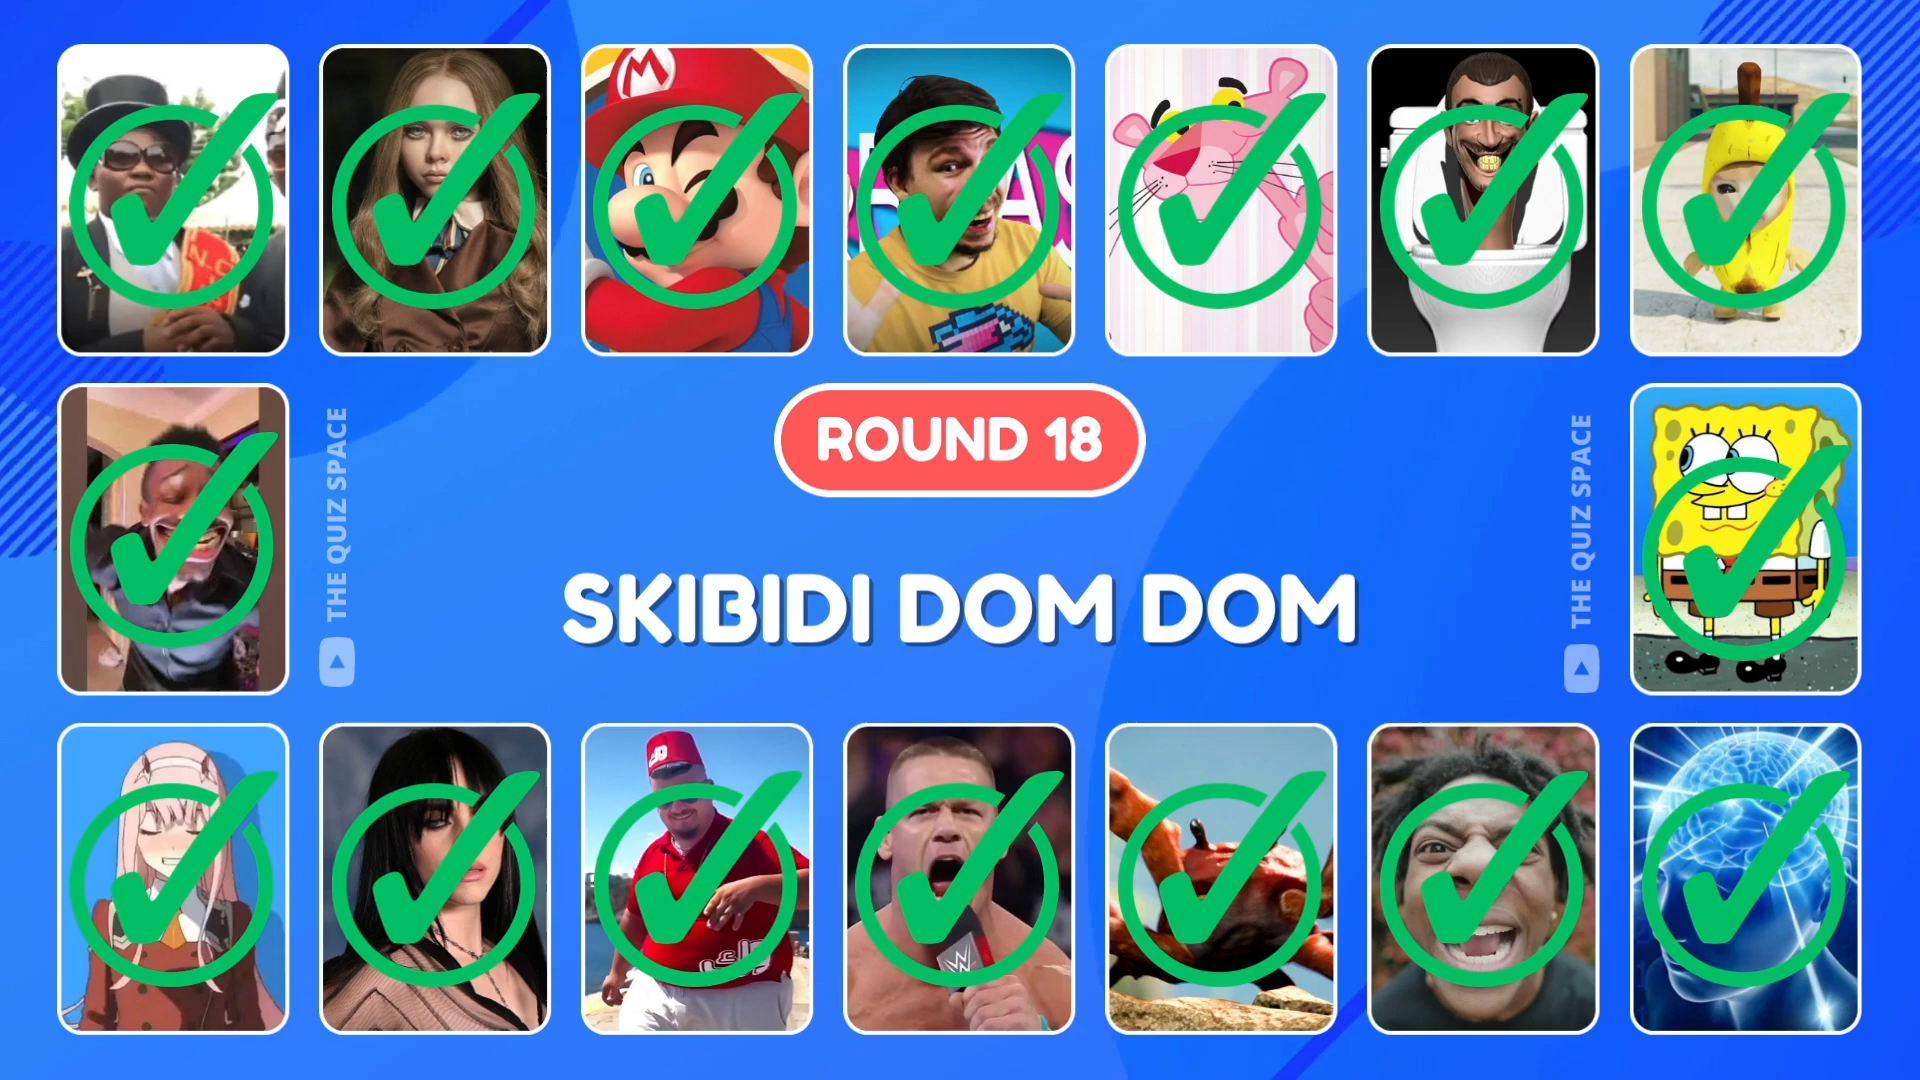 M
N.C
ROUND 18
THE QUIZ SPACE
THE QUIZ SPACE
SKIBIDI DOM DOM
W